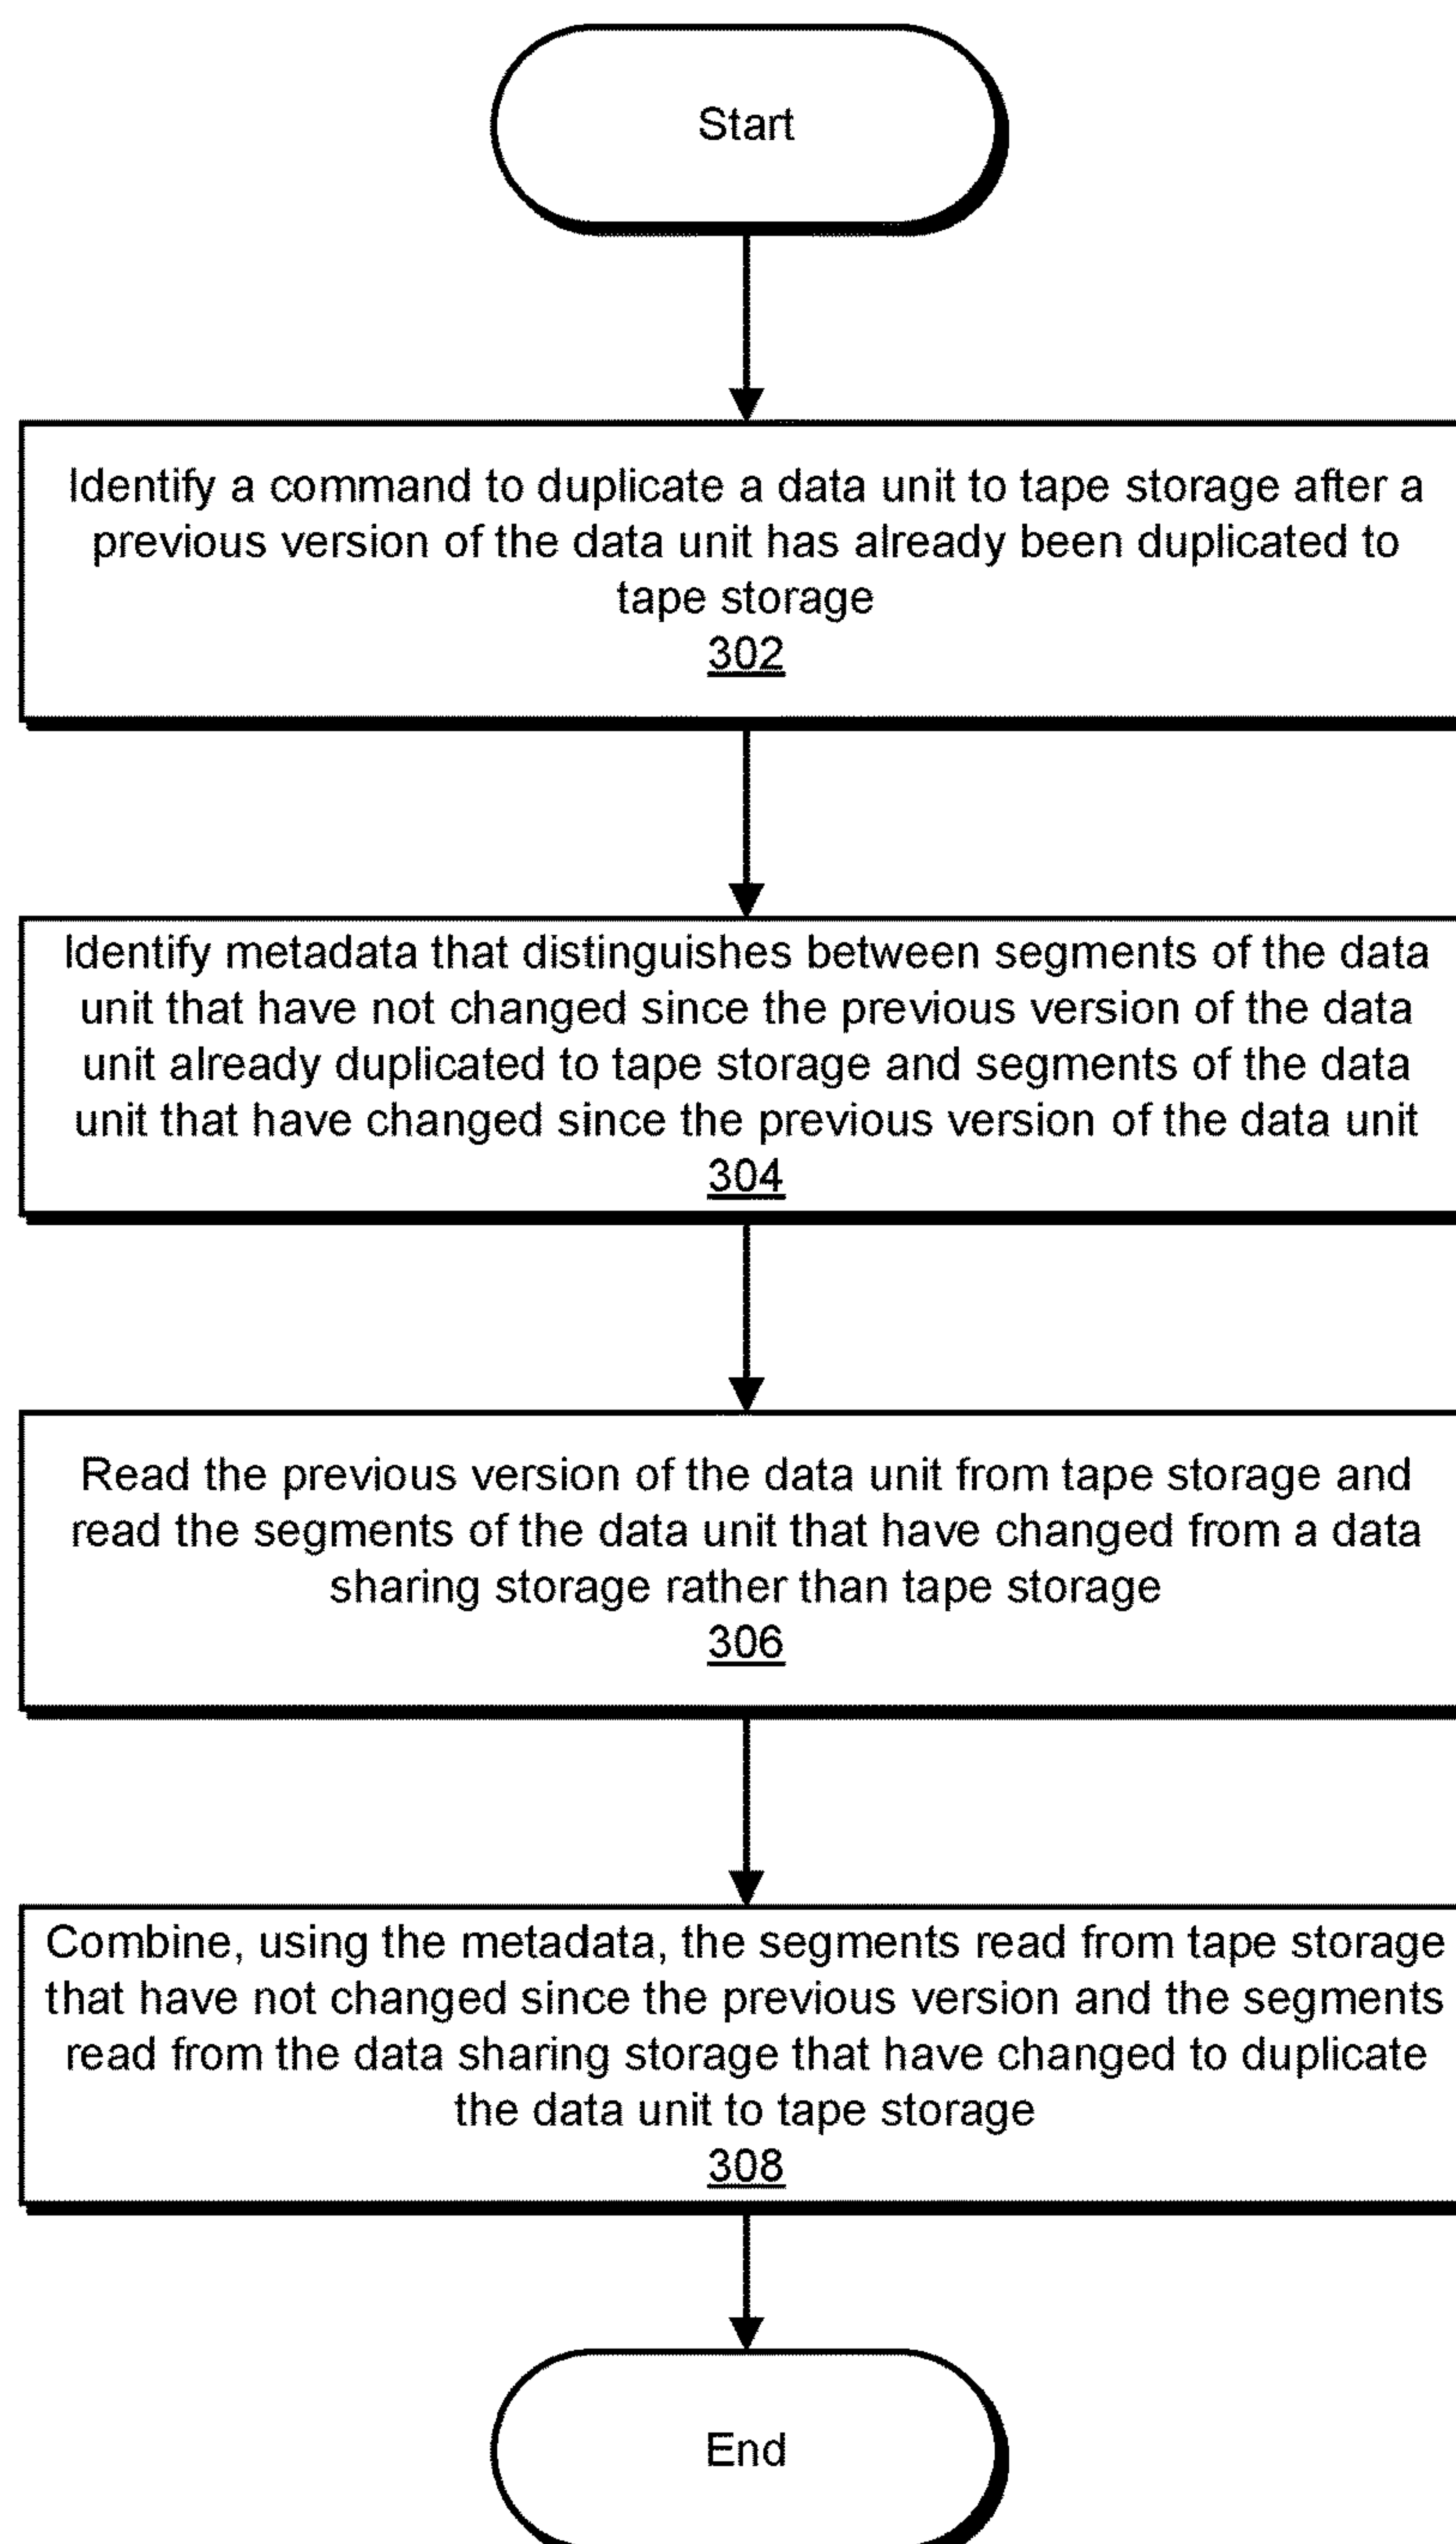 Start
Identify a command to duplicate a data unit to tape storage after a
previous version of the data unit has already been duplicated to
tape storage
302
Identify metadata that distinguishes between segments of the data
unit that have not changed since the previous version of the data
unit already duplicated to tape storage and segments of the data
unit that have changed since the previous version of the data unit
304
Read the previous version of the data unit from tape storage and
read the segments of the data unit that have changed from a data
sharing storage rather than tape storage
306
Combine, using the metadata, the segments read from tape storage
that have not changed since the previous version and the segments
read from the data sharing storage that have changed to duplicate
the data unit to tape storage
308
End